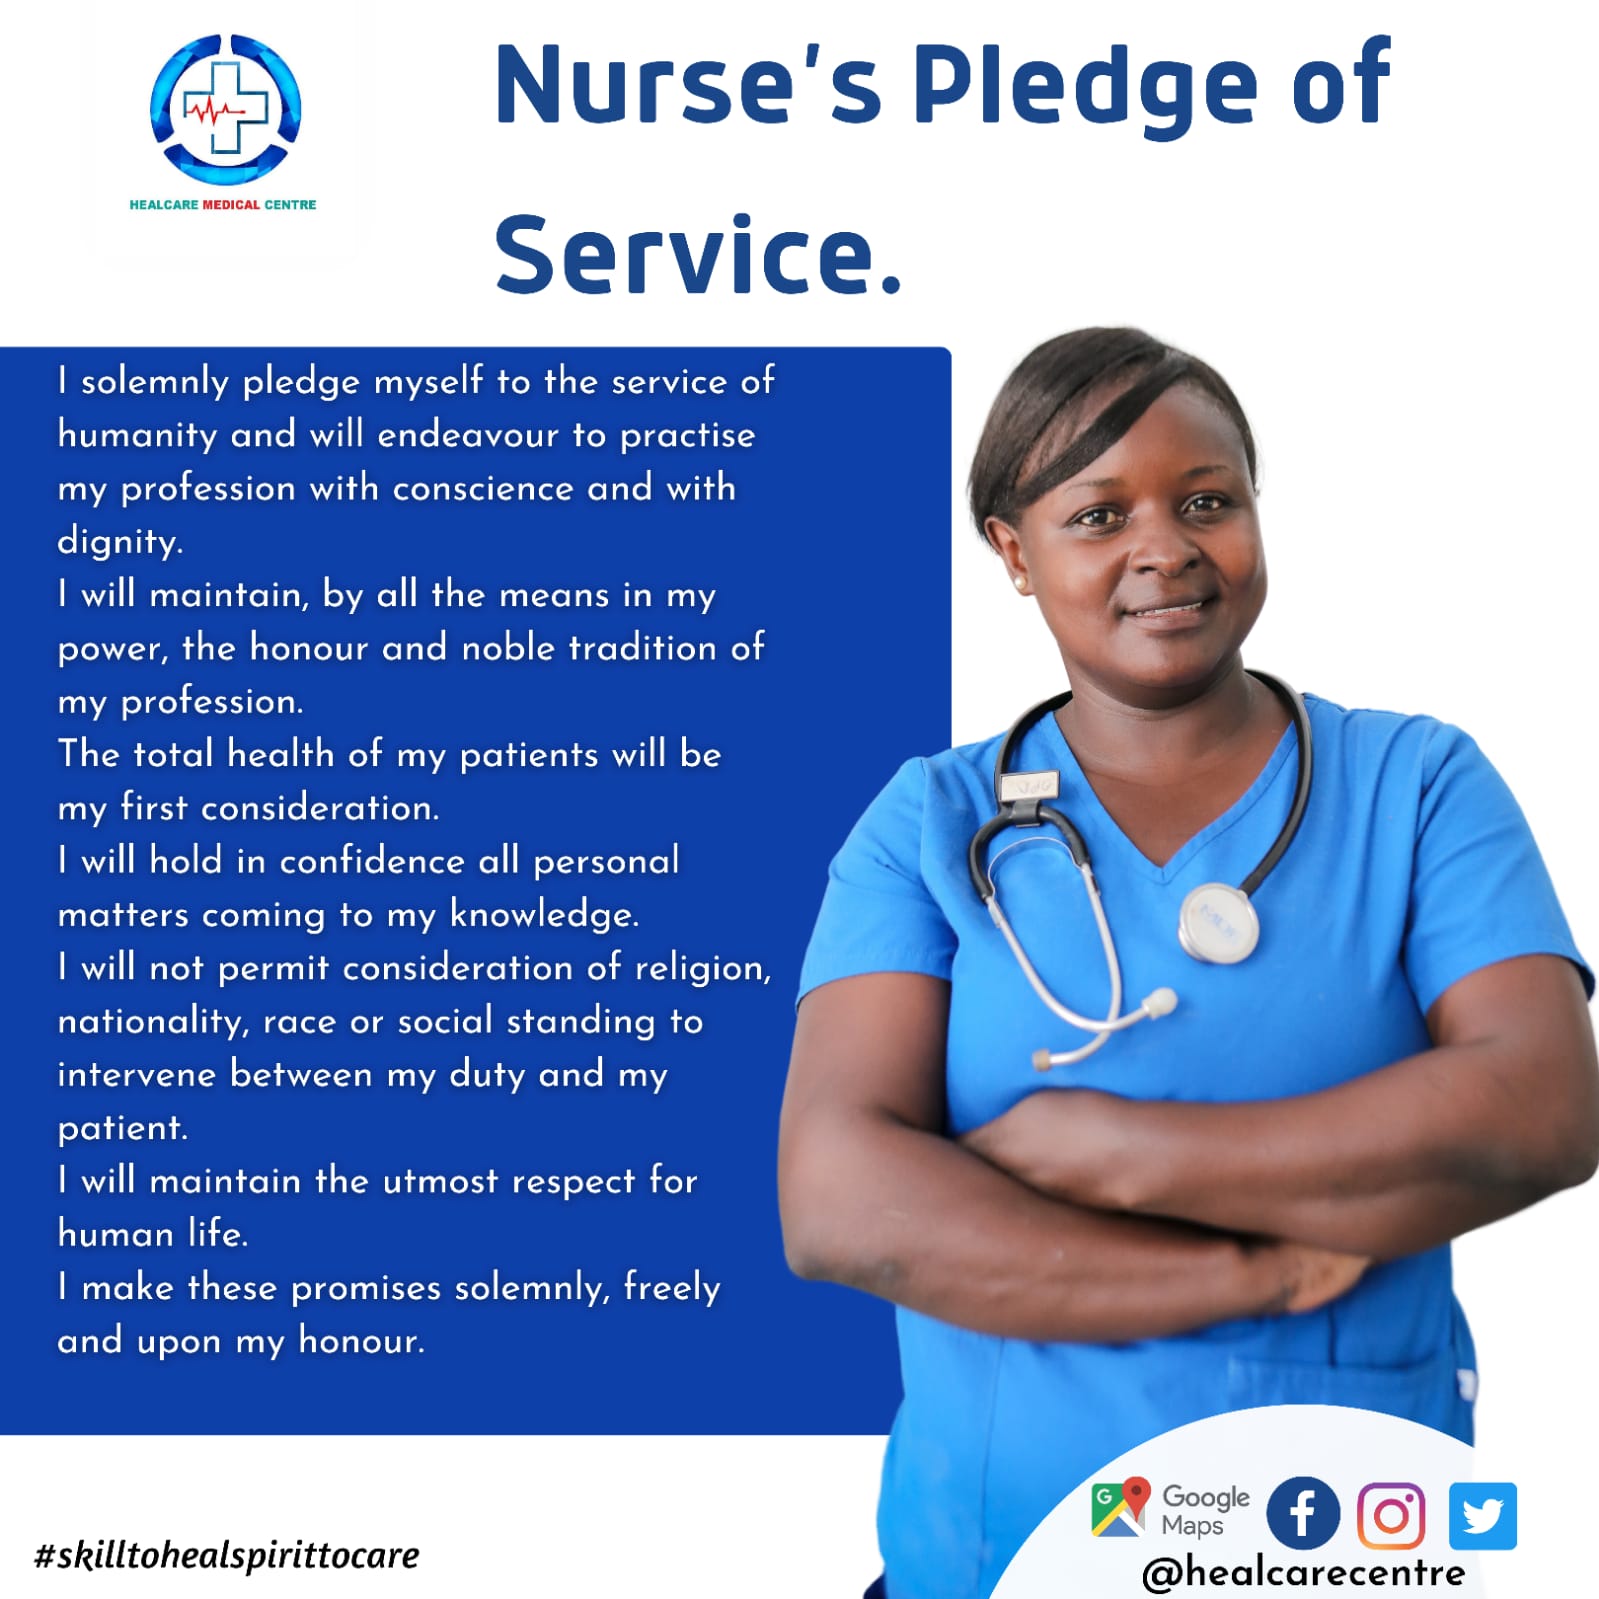 HEALCARE MEDICAL CENTRE
Nurse's Pledge of
Service.
I solemnly pledge myself to the service of
humanity and will endeavour to practise
my profession with conscience and with
dignity.
I will maintain, by all the means in my
power, the honour and noble tradition of
my profession.
The total health of my patients will be
my first consideration.
I will hold in confidence all personal
matters coming to my knowledge.
I will not permit consideration of religion,
nationality, race or social standing to
intervene between my duty and my
patient.
I will maintain the utmost respect for
human life.
I make these promises solemnly, freely
and upon my honour.
#skilltohealspirittocare
Google
Maps
@healcarecentre